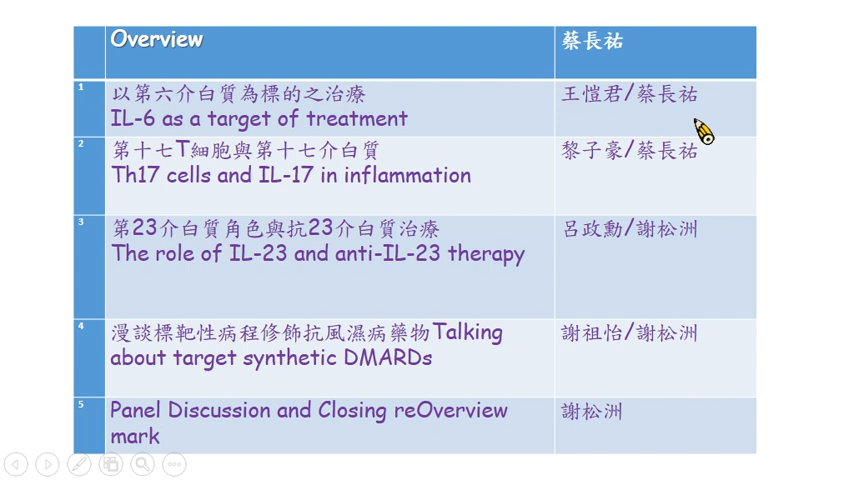 Overview
蔡長祐
1
以第六介白質為標的之治療
IL-6 as a target of treatment
王愷君/蔡長祐
2
第十七T細胞與第十七介白質
Th17 cells and IL-17 in inflammation
黎子豪/蔡長祐
3
第23介白質角色與抗23介白質治療
The role of IL-23 and anti-IL-23 therapy
呂政勳/謝松洲
4
漫談標靶性病程修飾抗風濕病藥物Talking
about target synthetic DMARDs
謝祖怡/謝松洲
5
Panel Discussion and Closing reOverview
mark
謝松洲